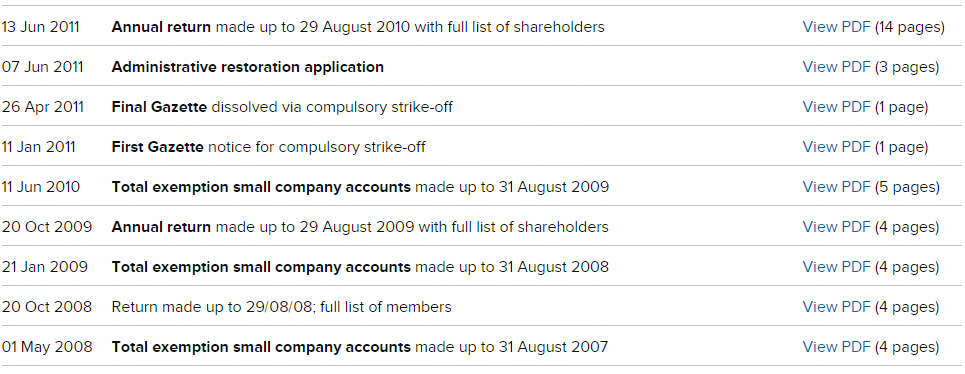 13 Jun 2011 Annual return made up to 29 August 2010 with full list of shareholders View PDF (14 pages)
07 Jun 2011 Administrative restoration application View PDF (3 pages)
26 Apr 2011 Final Gazette dissolved via compulsory strike-off View PDF (1 page)
11 Jan 2011 First Gazette notice for compulsory strike-off View PDF (1 page)
11 Jun 2010 Total exemption small company accounts made up to 31 August 2009 View PDF (5 pages)
20 Oct 2009 Annual return made up to 29 August 2009 with full list of shareholders View PDF (4 pages)
21 Jan 2009 Total exemption small company accounts made up to 31 August 2008 View PDF (4 pages)
20 Oct 2008 Return made up to 29/08/08; full list of members View PDF (4 pages)
01 May 2008 Total exemption small company accounts made up to 31 August 2007 View PDF (4 pages)